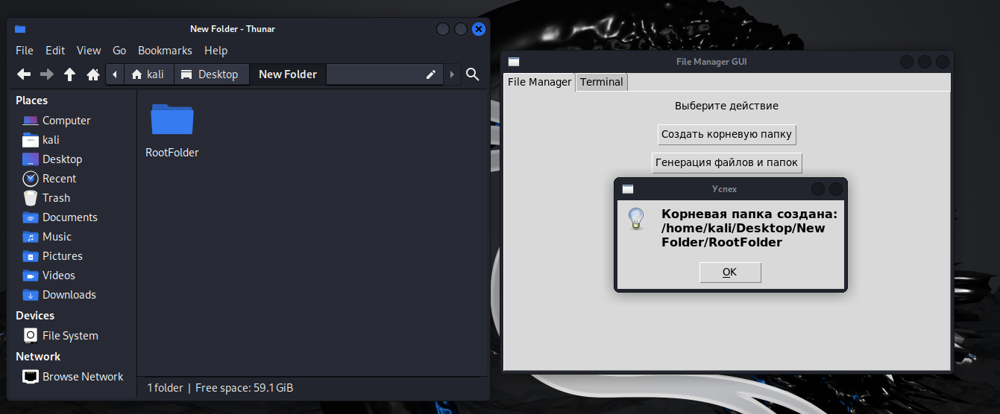 New Folder - Thunar
File Edit View Go Bookmarks Help
kali Desktop New Folder
Places
Computer
kali
Desktop
Recent
Trash
Documents
Music
Pictures
Videos
Downloads
Devices
File System
Network
Browse Network
RootFolder
1 folder | Free space: 59.1 GiB
File Manager GUI
File Manager Terminal
Выберите действие
Создать корневую папку
Генерация файлов и папок
Успех
Корневая папка создана:
/home/kali/Desktop/New
Folder/RootFolder
OK